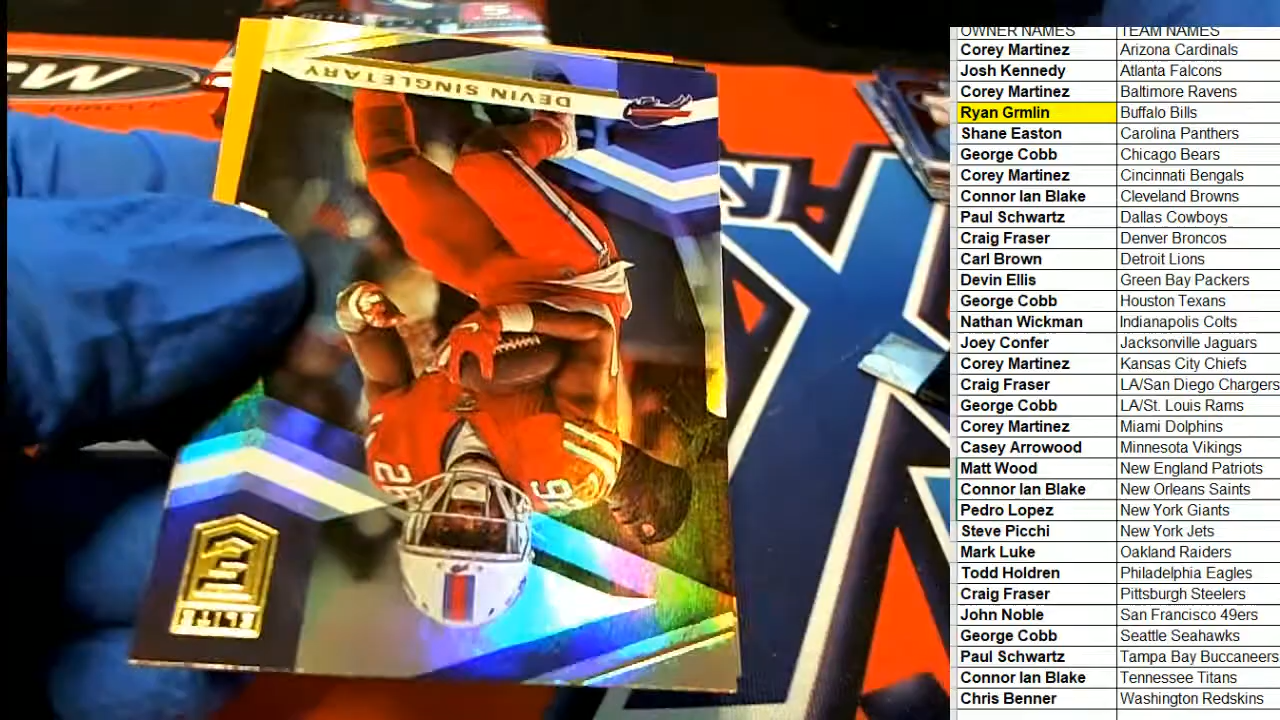 DEVIN SINGLETARY
26
ELITE
OWNER NAMES TEAM NAMES
Corey Martinez Arizona Cardinals
Josh Kennedy Atlanta Falcons
Corey Martinez Baltimore Ravens
Ryan Grmlin Buffalo Bills
Shane Easton Carolina Panthers
George Cobb Chicago Bears
Corey Martinez Cincinnati Bengals
Connor Ian Blake Cleveland Browns
Paul Schwartz Dallas Cowboys
Craig Fraser Denver Broncos
Carl Brown Detroit Lions
Devin Ellis Green Bay Packers
George Cobb Houston Texans
Nathan Wickman Indianapolis Colts
Joey Confer Jacksonville Jaguars
Corey Martinez Kansas City Chiefs
Craig Fraser LA/San Diego Chargers
George Cobb LA/St. Louis Rams
Corey Martinez Miami Dolphins
Casey Arrowood Minnesota Vikings
Matt Wood New England Patriots
Connor Ian Blake New Orleans Saints
Pedro Lopez New York Giants
Steve Picchi New York Jets
Mark Luke Oakland Raiders
Todd Holdren Philadelphia Eagles
Craig Fraser Pittsburgh Steelers
John Noble San Francisco 49ers
George Cobb Seattle Seahawks
Paul Schwartz Tampa Bay Buccaneers
Connor Ian Blake Tennessee Titans
Chris Benner Washington Redskins